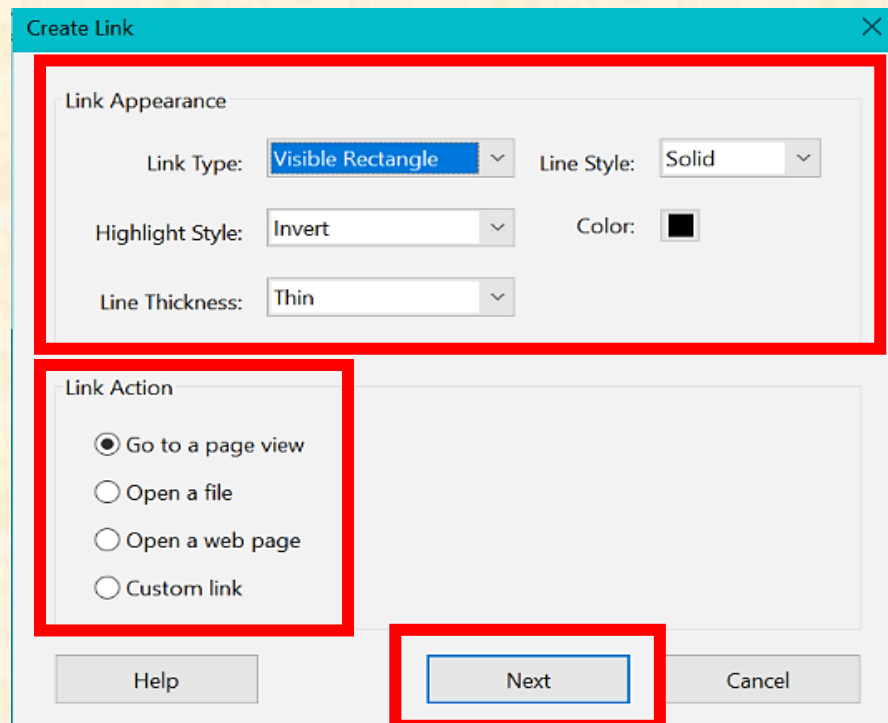 Create Link
Link Appearance
Link Type: Visible Rectangle Line Style: Solid
Highlight Style: Invert Color:
Line Thickness: Thin
Link Action
Go to a page view
Open a file
Open a web page
Custom link
Help Next Cancel